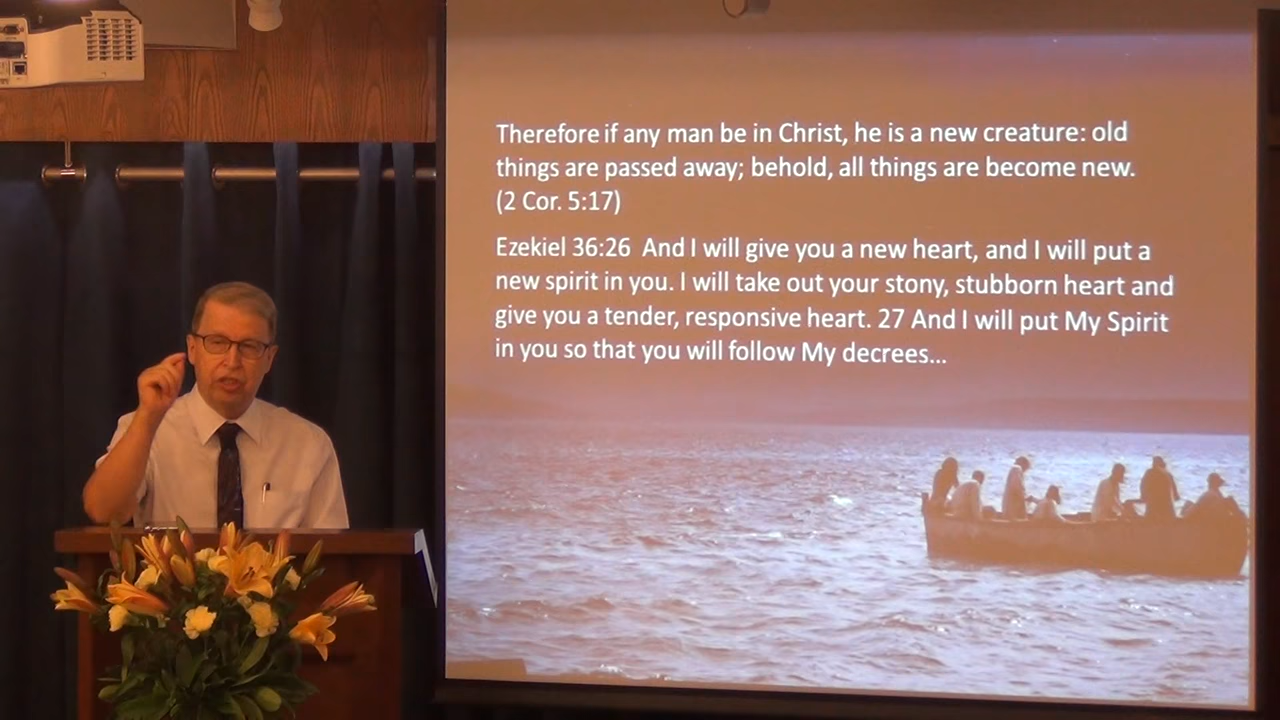 Therefore if any man be in Christ, he is a new creature: old
things are passed away; behold, all things are become new.
(2 Cor. 5:17)
Ezekiel 36:26 And I will give you a new heart, and I will put a
new spirit in you. I will take out your stony, stubborn heart and
give you a tender, responsive heart. 27 And I will put My Spirit
in you so that you will follow My decrees...